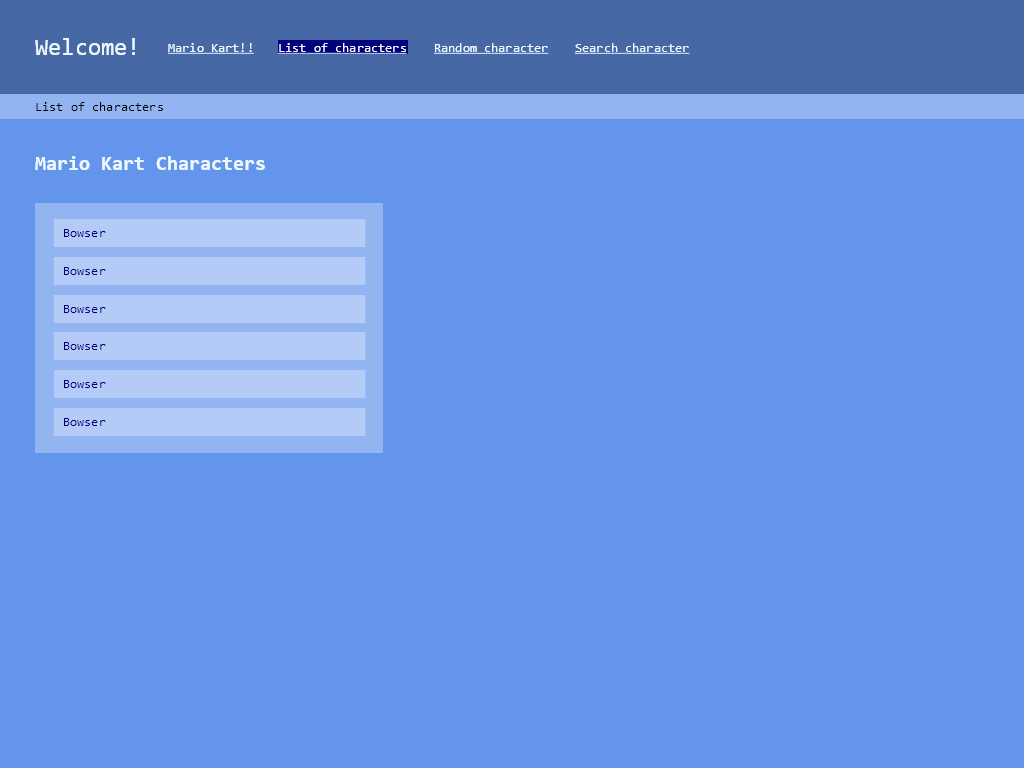 Welcome! Mario Kart!! List of characters Random character Search character
List of characters
Mario Kart Characters
Bowser
Bowser
Bowser
Bowser
Bowser
Bowser